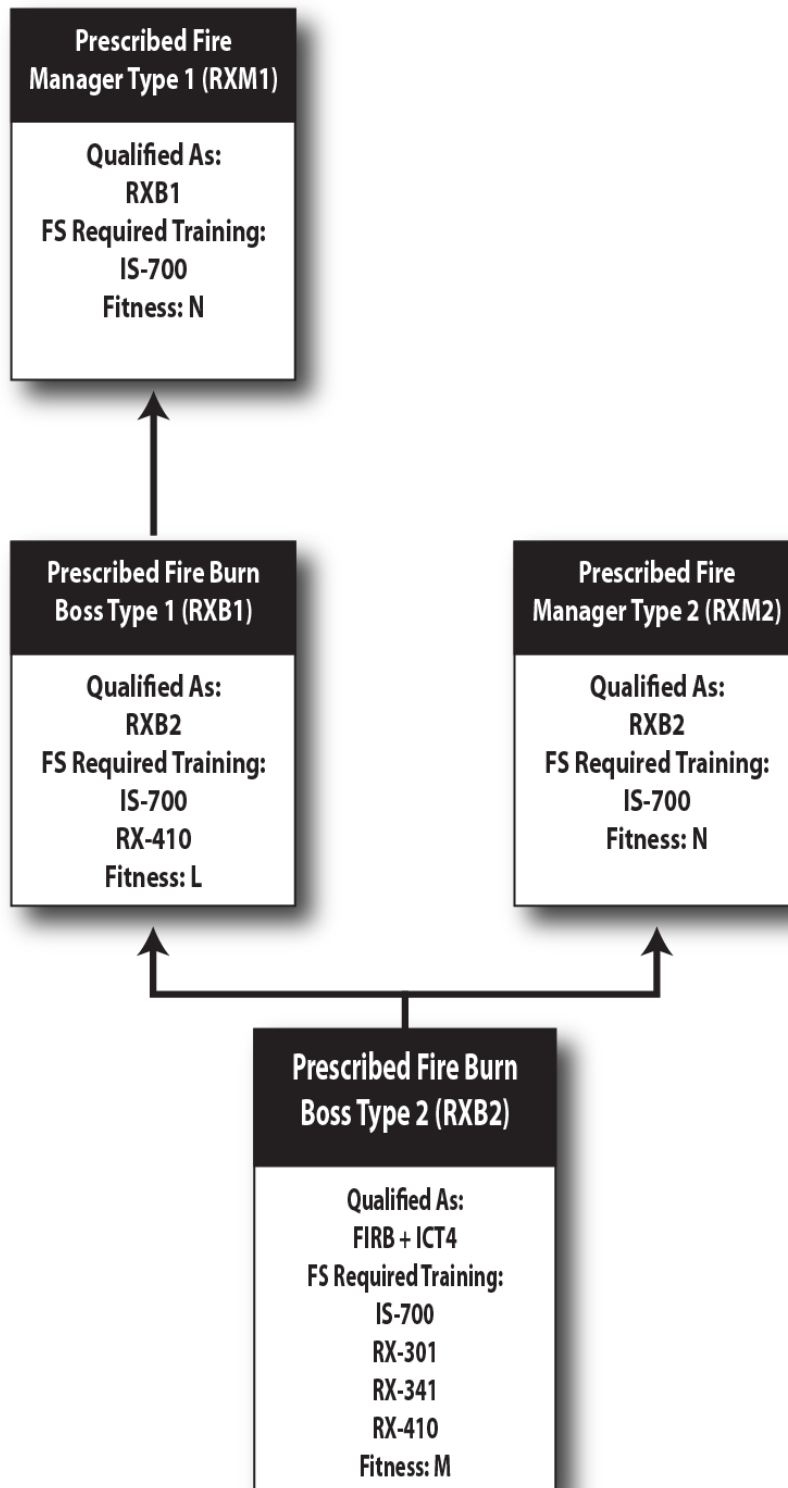 Prescribed Fire
Manager Type 1 (RXM1)
Qualified As:
RXB1
FS Required Training:
IS-700
Fitness: N
Prescribed Fire Burn
Boss Type 1 (RXB1)
Qualified As:
RXB2
FS Required Training:
IS-700
RX-410
Fitness: L
Prescribed Fire
Manager Type 2 (RXM2)
Qualified As:
RXB2
FS Required Training:
IS-700
Fitness: N
Prescribed Fire Burn
Boss Type 2 (RXB2)
Qualified As:
FIRB + ICT4
FS Required Training:
IS-700
RX-301
RX-341
RX-410
Fitness: M